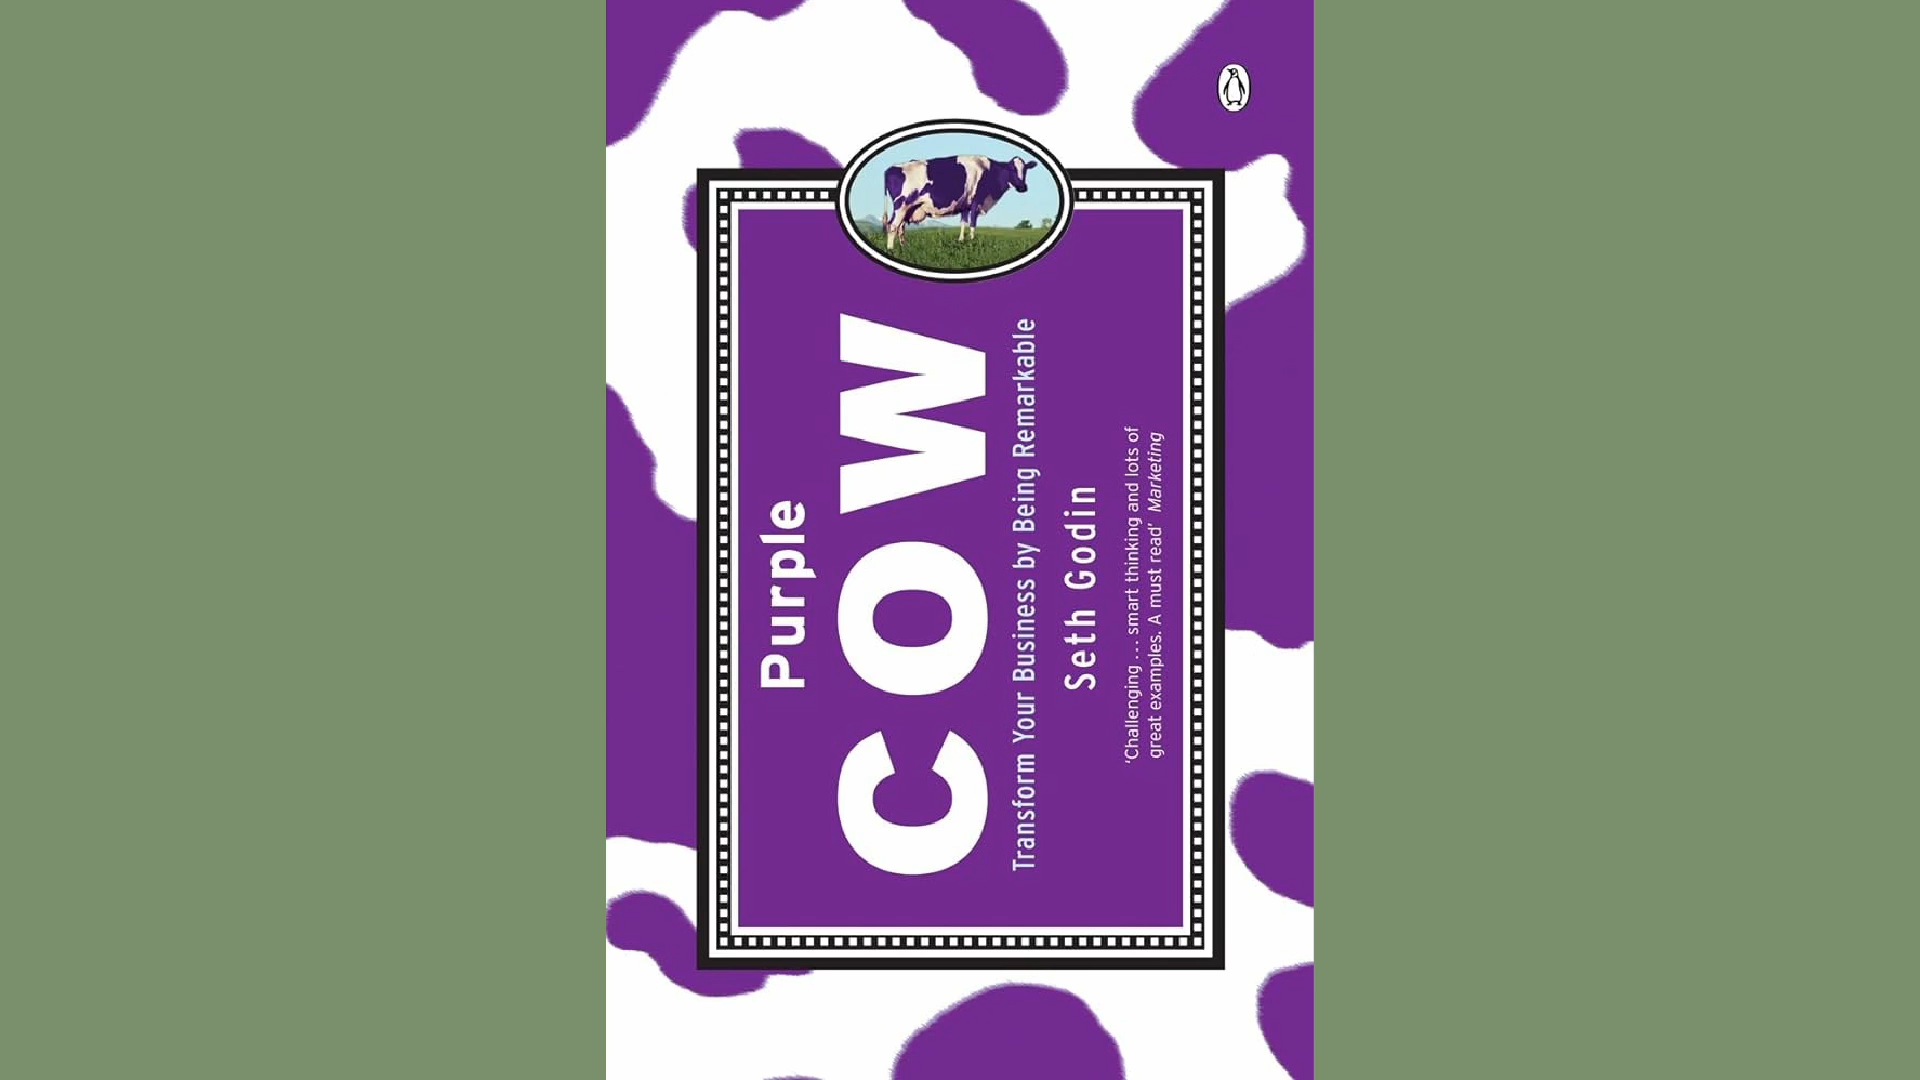 Purple
COW
Transform Your Business by Being Remarkable
Seth Godin
‘Challenging ... smart thinking and lots of
great examples. A must read’ Marketing